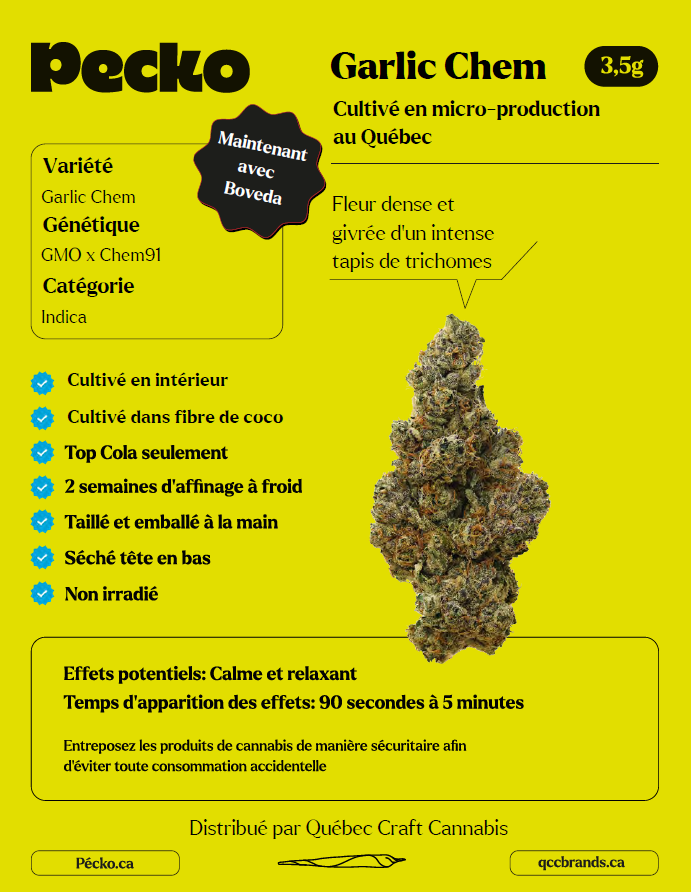 Pecko
Garlic Chem
3,5g
Cultivé en micro-production
au Québec
Maintenant
avec
Boveda
Variété
Garlic Chem
Génétique
GMO x Chem91
Catégorie
Indica
Fleur dense et
givrée d'un intense
tapis de trichomes
Cultivé en intérieur
Cultivé dans fibre de coco
Top Cola seulement
2 semaines d'affinage à froid
Taillé et emballé à la main
Séché tête en bas
Non irradié
Effets potentiels: Calme et relaxant
Temps d'apparition des effets: 90 secondes à 5 minutes
Entreposez les produits de cannabis de manière sécuritaire afin
d'éviter toute consommation accidentelle
Distribué par Québec Craft Cannabis
Pécko.ca
qccbrands.ca